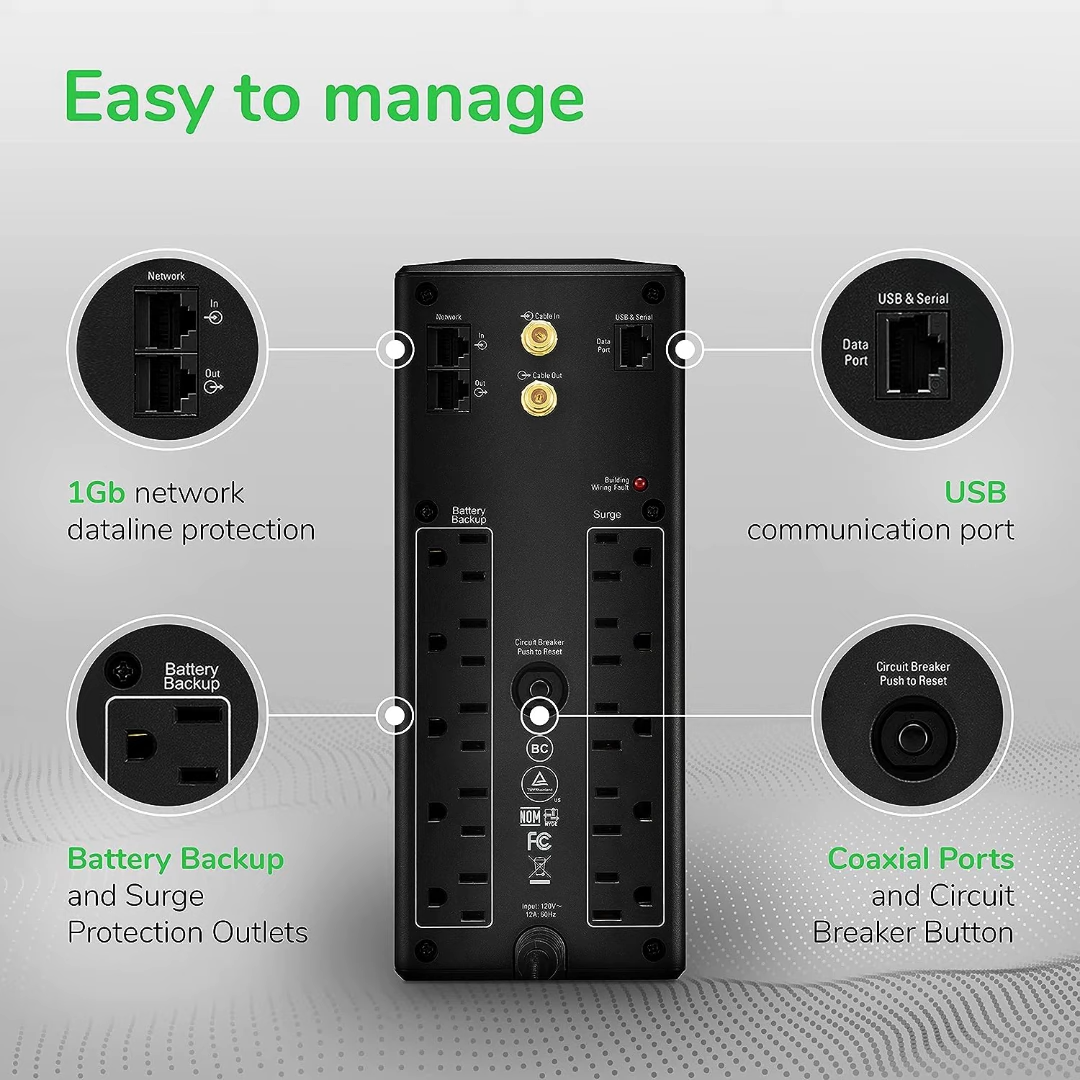 Easy to manage
Network
In
Out
1Gb network
dataline protection
Battery
Backup
Battery Backup
and Surge
Protection Outlets
Network
In
Out
Cable In
Cable Out
USB & Serial
Data
Port
Building
Wiring Fault
Battery
Backup
Surge
Circuit Breaker
Push to Reset
BC
US
NOM
NYCE
FC
Input: 120V~
12A: 60Hz
USB & Serial
Data
Port
USB
communication port
Circuit Breaker
Push to Reset
Coaxial Ports
and Circuit
Breaker Button